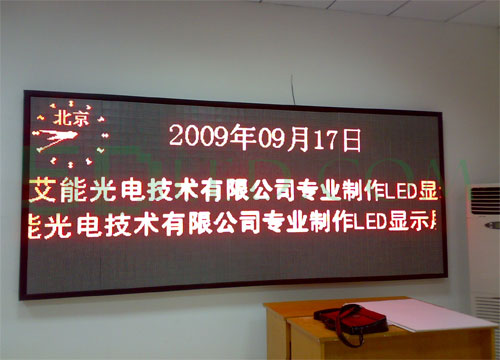 北京
2009年09月17日
艾能光电技术有限公司专业制作LED显
能光电技术有限公司专业制作LED显示